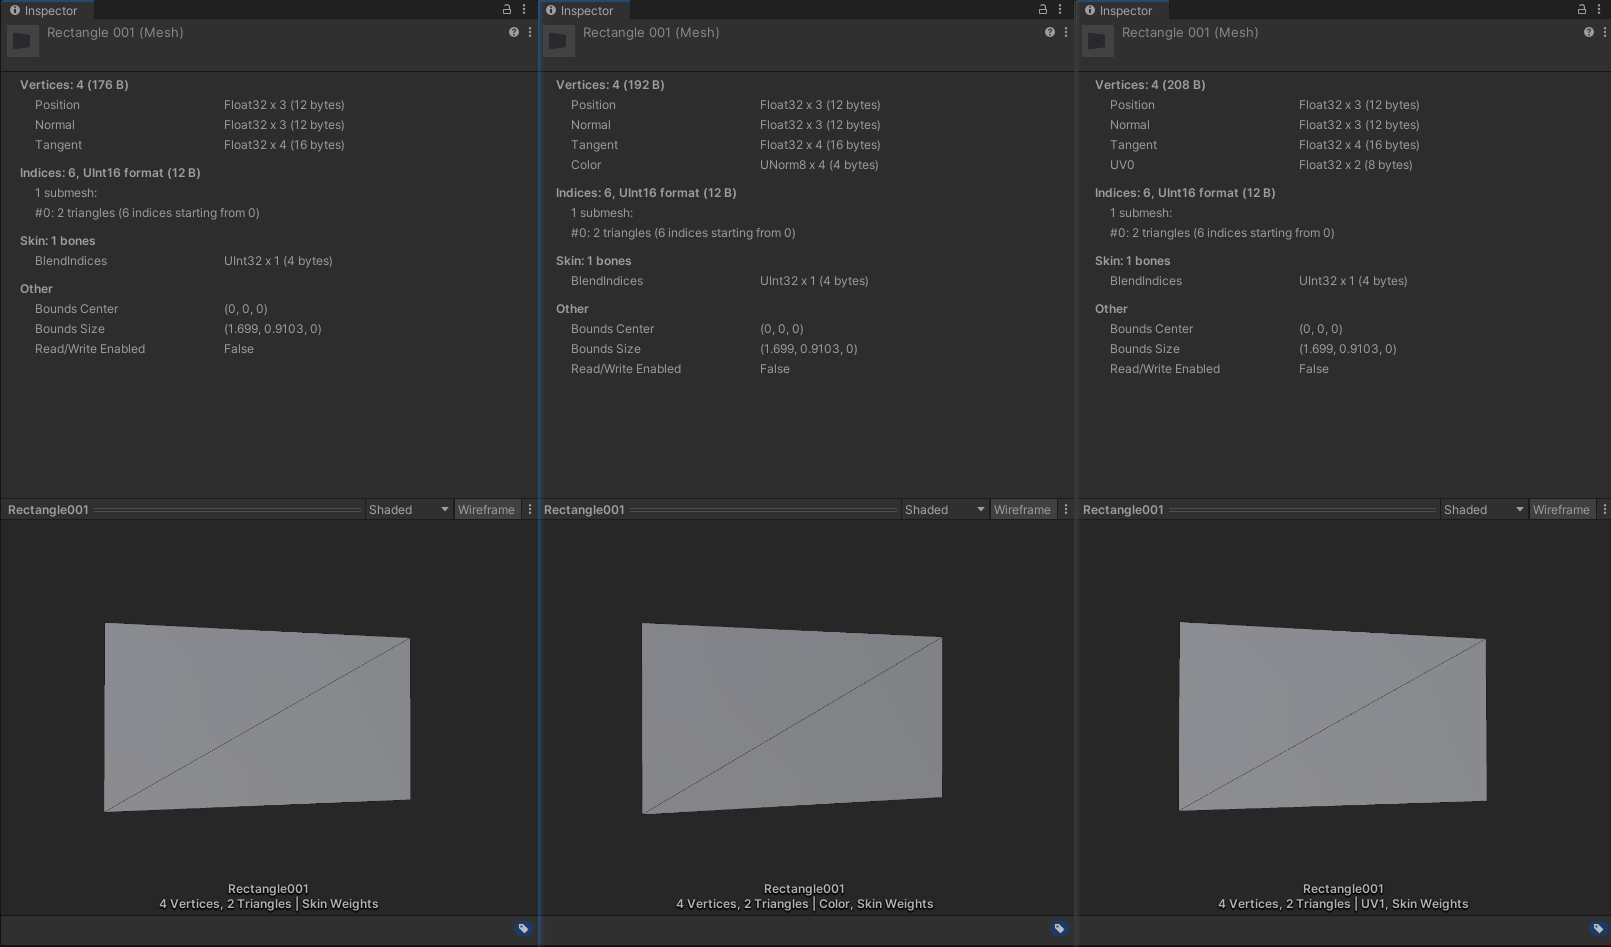 Inspector
Rectangle 001 (Mesh)
Vertices: 4 (176 B)
Position Float32 x 3 (12 bytes)
Normal Float32 x 3 (12 bytes)
Tangent Float32 x 4 (16 bytes)
Indices: 6, UInt16 format (12 B)
1 submesh:
#0: 2 triangles (6 indices starting from 0)
Skin: 1 bones
BlendIndices UInt32 x 1 (4 bytes)
Other
Bounds Center (0, 0, 0)
Bounds Size (1.699, 0.9103, 0)
Read/Write Enabled False
Rectangle001 Shaded Wireframe
Rectangle001
4 Vertices, 2 Triangles | Skin Weights
Inspector
Rectangle 001 (Mesh)
Vertices: 4 (192 B)
Position Float32 x 3 (12 bytes)
Normal Float32 x 3 (12 bytes)
Tangent Float32 x 4 (16 bytes)
Color UNorm8 x 4 (4 bytes)
Indices: 6, UInt16 format (12 B)
1 submesh:
#0: 2 triangles (6 indices starting from 0)
Skin: 1 bones
BlendIndices UInt32 x 1 (4 bytes)
Other
Bounds Center (0, 0, 0)
Bounds Size (1.699, 0.9103, 0)
Read/Write Enabled False
Rectangle001 Shaded Wireframe
Rectangle001
4 Vertices, 2 Triangles | Color, Skin Weights
Inspector
Rectangle 001 (Mesh)
Vertices: 4 (208 B)
Position Float32 x 3 (12 bytes)
Normal Float32 x 3 (12 bytes)
Tangent Float32 x 4 (16 bytes)
UV0 Float32 x 2 (8 bytes)
Indices: 6, UInt16 format (12 B)
1 submesh:
#0: 2 triangles (6 indices starting from 0)
Skin: 1 bones
BlendIndices UInt32 x 1 (4 bytes)
Other
Bounds Center (0, 0, 0)
Bounds Size (1.699, 0.9103, 0)
Read/Write Enabled False
Rectangle001 Shaded Wireframe
Rectangle001
4 Vertices, 2 Triangles | UV1, Skin Weights